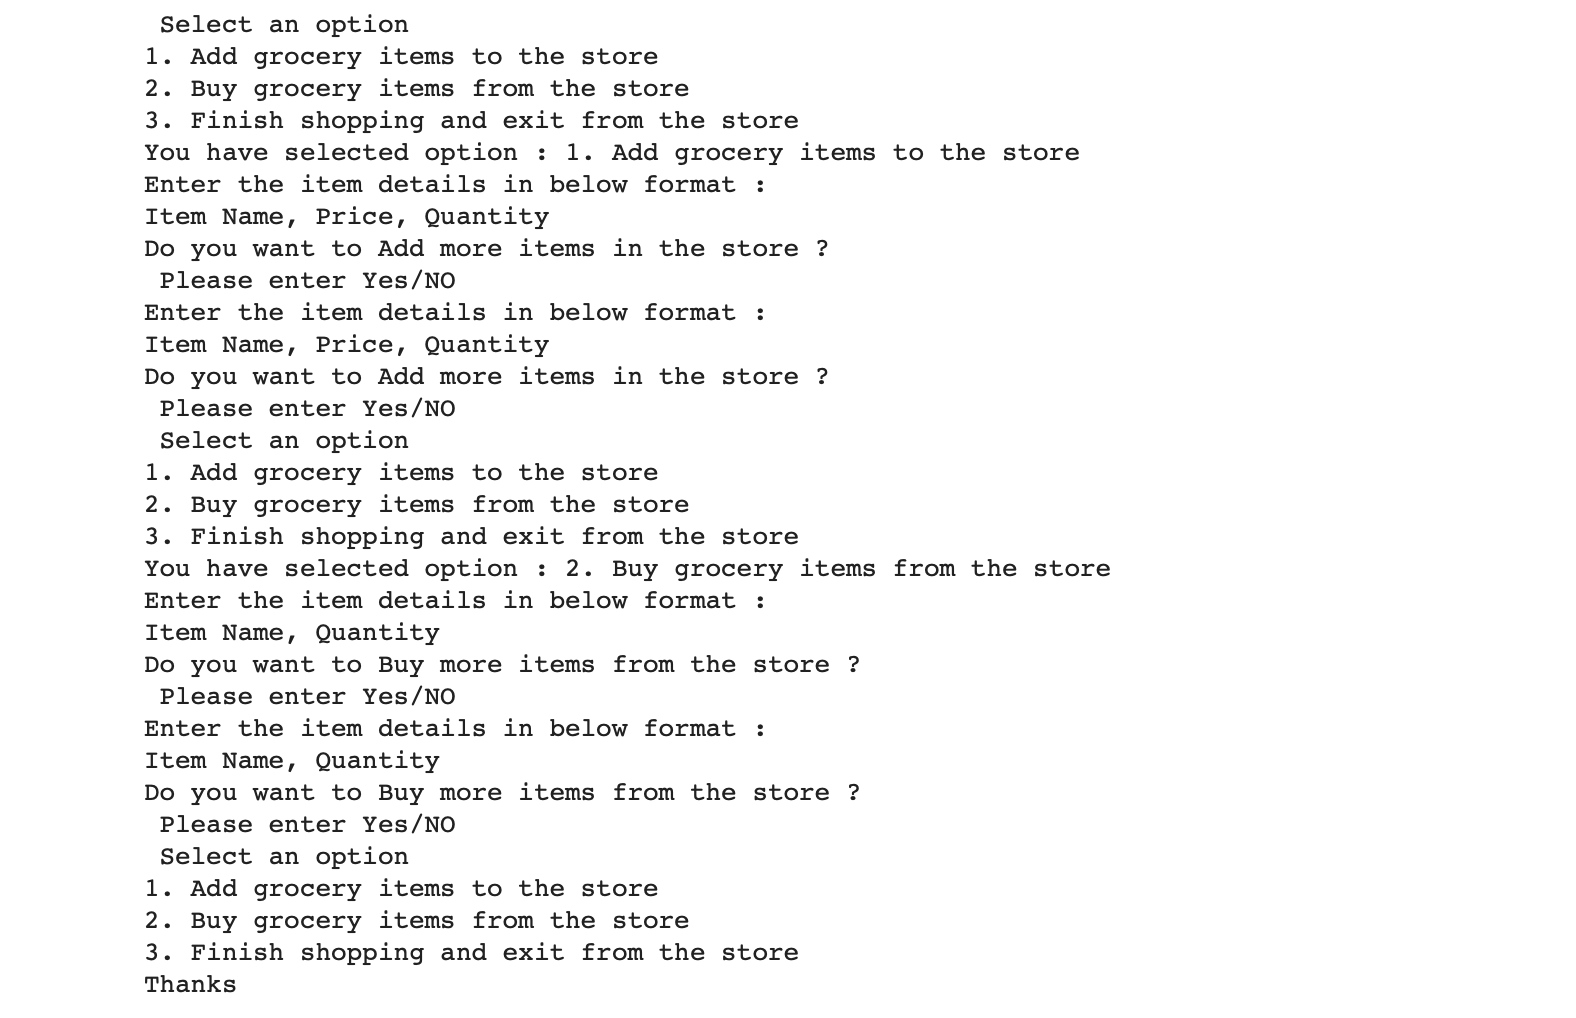 Select an option
1. Add grocery items to the store
2. Buy grocery items from the store
3. Finish shopping and exit from the store
You have selected option : 1. Add grocery items to the store
Enter the item details in below format :
Item Name, Price, Quantity
Do you want to Add more items in the store ?
Please enter Yes/NO
Enter the item details in below format :
Item Name, Price, Quantity
Do you want to Add more items in the store ?
Please enter Yes/NO
Select an option
1. Add grocery items to the store
2. Buy grocery items from the store
3. Finish shopping and exit from the store
You have selected option : 2. Buy grocery items from the store
Enter the item details in below format :
Item Name, Quantity
Do you want to Buy more items from the store ?
Please enter Yes/NO
Enter the item details in below format :
Item Name, Quantity
Do you want to Buy more items from the store ?
Please enter Yes/NO
Select an option
1. Add grocery items to the store
2. Buy grocery items from the store
3. Finish shopping and exit from the store
Thanks